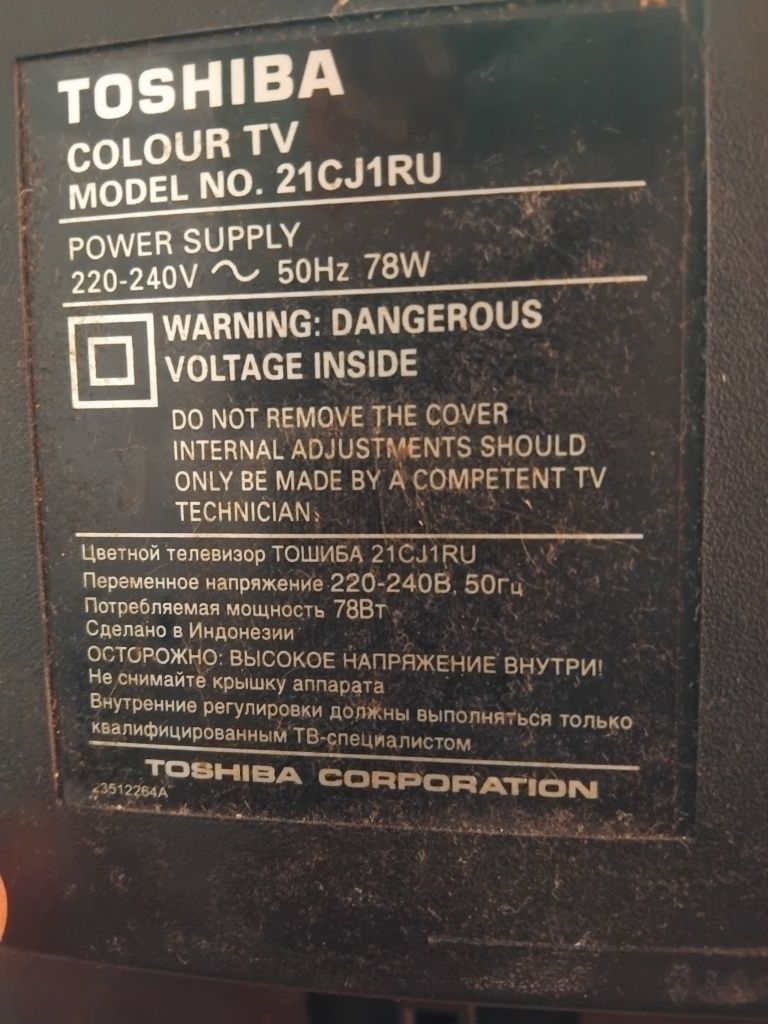 TOSHIBA
COLOUR TV
MODEL NO. 21CJ1RU
POWER SUPPLY
220-240V ～ 50Hz 78W
WARNING: DANGEROUS
VOLTAGE INSIDE
DO NOT REMOVE THE COVER
INTERNAL ADJUSTMENTS SHOULD
ONLY BE MADE BY A COMPETENT TV
TECHNICIAN.
Цветной телевизор ТОШИБА 21CJ1RU
Переменное напряжение 220-240В, 50Гц
Потребляемая мощность 78Вт
Сделано в Индонезии
ОСТОРОЖНО: ВЫСОКОЕ НАПРЯЖЕНИЕ ВНУТРИ!
Не снимайте крышку аппарата
Внутренние регулировки должны выполняться только
квалифицированным ТВ-специалистом
TOSHIBA CORPORATION
23512264A